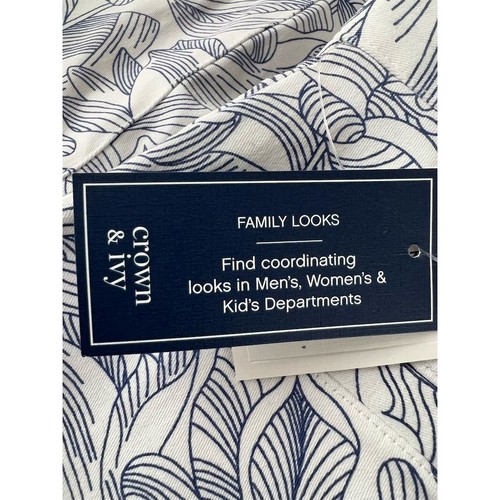 crown
& ivy
FAMILY LOOKS
Find coordinating
looks in Men's, Women's &
Kid's Departments